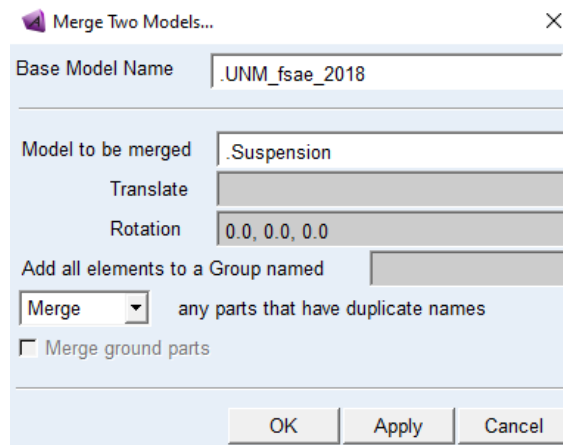 Merge Two Models...
Base Model Name .UNM_fsae_2018
Model to be merged .Suspension
Translate
Rotation 0.0, 0.0, 0.0
Add all elements to a Group named
Merge any parts that have duplicate names
Merge ground parts
OK Apply Cancel